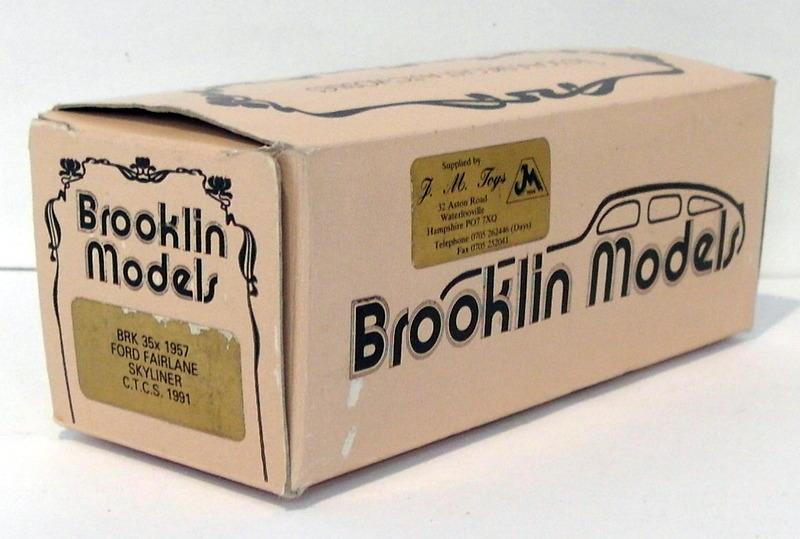 Brooklin
Models
BRK 35x 1957
FORD FAIRLANE
SKYLINER
C.T.C.S. 1991
Supplied by
J. M. Toys
32 Aston Road
Waterlooville
Hampshire PO7 7XQ
Telephone 0705 262446 (Days)
Fax 0705 252041
JM
Brooklin Models